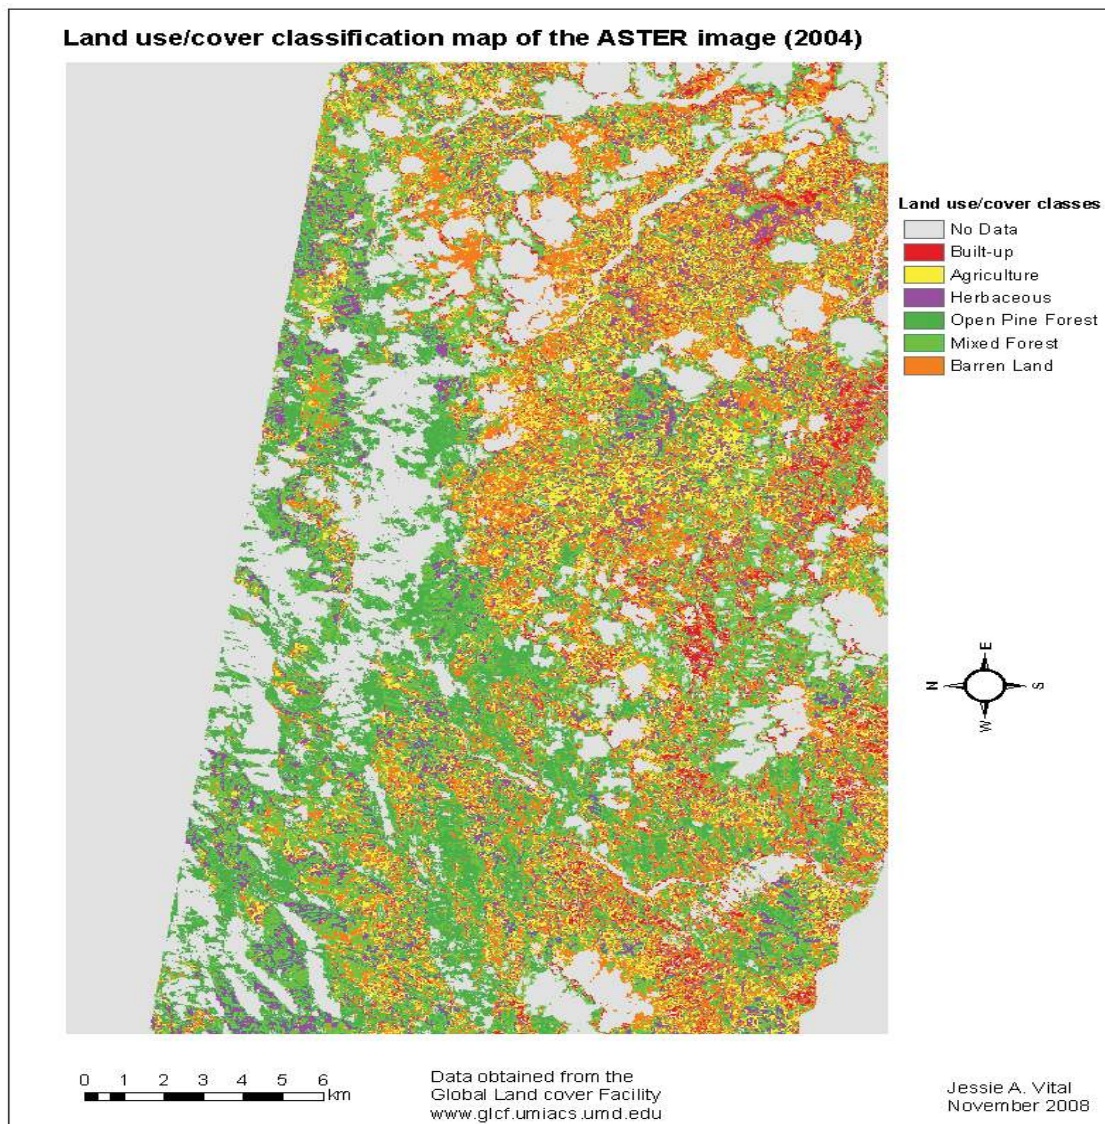 Land use/cover classification map of the ASTER image (2004)
Land use/cover classes
No Data
Built-up
Agriculture
Herbaceous
Open Pine Forest
Mixed Forest
Barren Land
E
N S
W
0 1 2 3 4 5 6
km
Data obtained from the
Global Land cover Facility
www.glcf.umiacs.umd.edu
Jessie A. Vital
November 2008